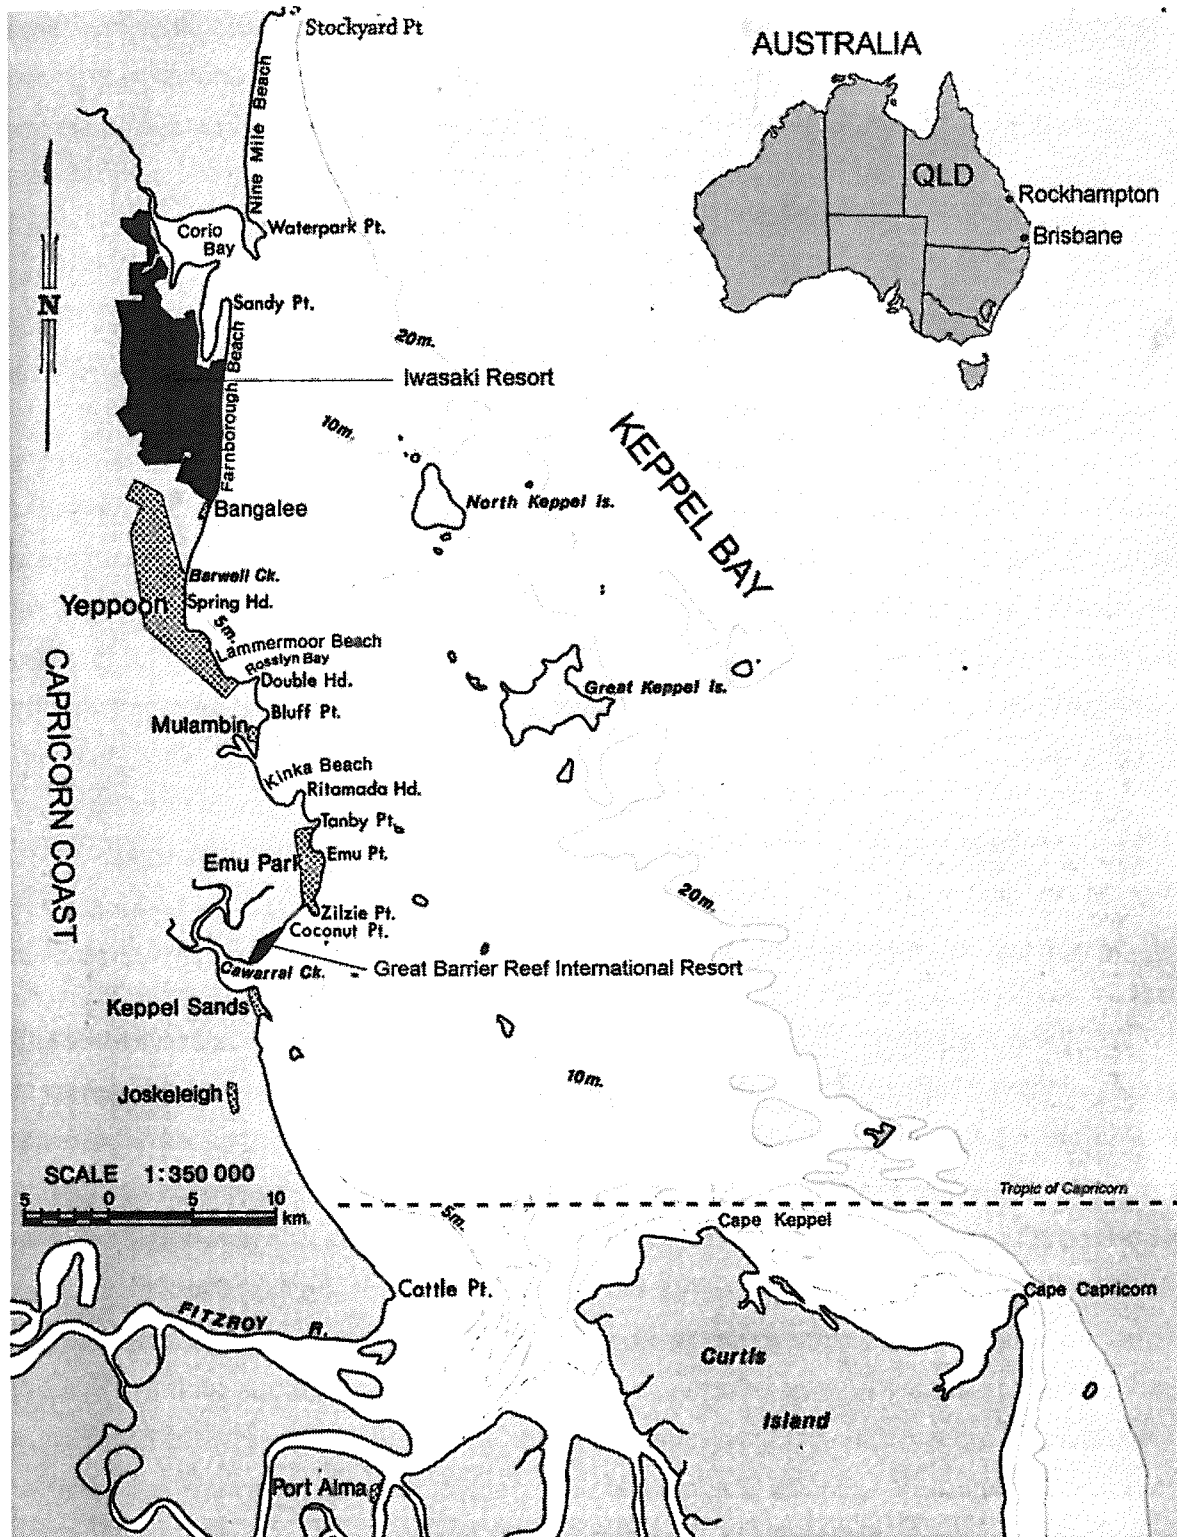 Stockyard Pt
AUSTRALIA
Nine Mile Beach
QLD
Rockhampton
Brisbane
Corio
Bay
Waterpark Pt.
N
Sandy Pt.
20m.
Farnborough Beach
Iwasaki Resort
10m.
KEPPEL BAY
North Keppel Is.
Bangalee
Barwell Ck.
Yeppoon
Spring Hd.
5m.
Lammermoor Beach
Rosslyn Bay
Double Hd.
Great Keppel Is.
CAPRICORN COAST
Bluff Pt.
Mulambin
Kinka Beach
Ritamada Hd.
Tanby Pt.
Emu Park
Emu Pt.
20m.
Zilzie Pt.
Coconut Pt.
Cawarral Ck.
Great Barrier Reef International Resort
Keppel Sands
10m.
Joskeleigh
SCALE 1:350 000
5 0 5 10
km.
Tropic of Capricorn
5m.
Cape Keppel
Cattle Pt.
Cape Capricorn
FITZROY R.
Curtis
Island
Port Alma